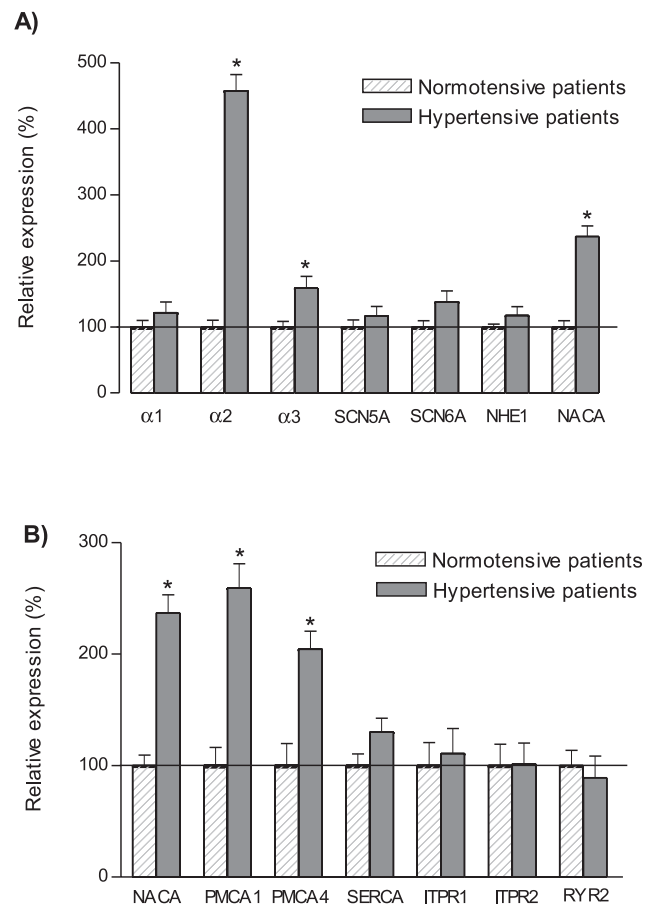 A)
500
400
300
200
100
0
Relative expression (%)
*
*
*
Normotensive patients
Hypertensive patients
α1 α2 α3 SCN5A SCN6A NHE1 NACA
B)
300
200
100
0
Relative expression (%)
*
*
*
Normotensive patients
Hypertensive patients
NACA PMCA1 PMCA4 SERCA ITPR1 ITPR2 RYR2